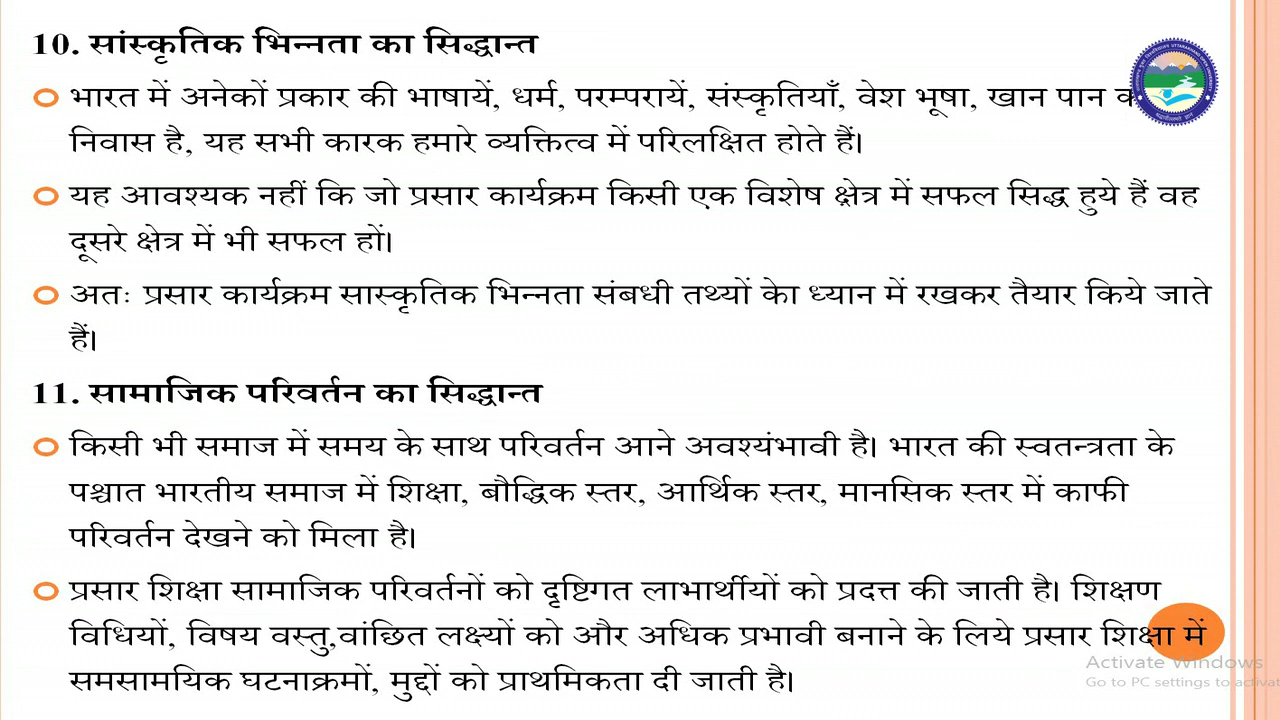 10. सांस्कृतिक भिन्नता का सिद्धान्त
भारत में अनेकों प्रकार की भाषायें, धर्म, परम्परायें, संस्कृतियाँ, वेश भूषा, खान पान
निवास है, यह सभी कारक हमारे व्यक्तित्व में परिलक्षित होते हैं।
यह आवश्यक नहीं कि जो प्रसार कार्यक्रम किसी एक विशेष क्षेत्र में सफल सिद्ध हुये हैं वह
दूसरे क्षेत्र में भी सफल हों।
अतः प्रसार कार्यक्रम सास्कृतिक भिन्नता संबधी तथ्यों केा ध्यान में रखकर तैयार किये जाते
हैं।
11. सामाजिक परिवर्तन का सिद्धान्त
किसी भी समाज में समय के साथ परिवर्तन आने अवश्यंभावी है। भारत की स्वतन्त्रता के
पश्चात भारतीय समाज में शिक्षा, बौद्धिक स्तर, आर्थिक स्तर, मानसिक स्तर में काफी
परिवर्तन देखने को मिला है।
प्रसार शिक्षा सामाजिक परिवर्तनों को दृष्टिगत लाभार्थीयों को प्रदत्त की जाती है। शिक्षण
विधियों, विषय वस्तु,वांछित लक्ष्यों को और अधिक प्रभावी बनाने के लिये प्रसार शिक्षा में
समसामयिक घटनाक्रमों, मुद्दों को प्राथमिकता दी जाती है।
Activate Windows
Go to PC settings to activat